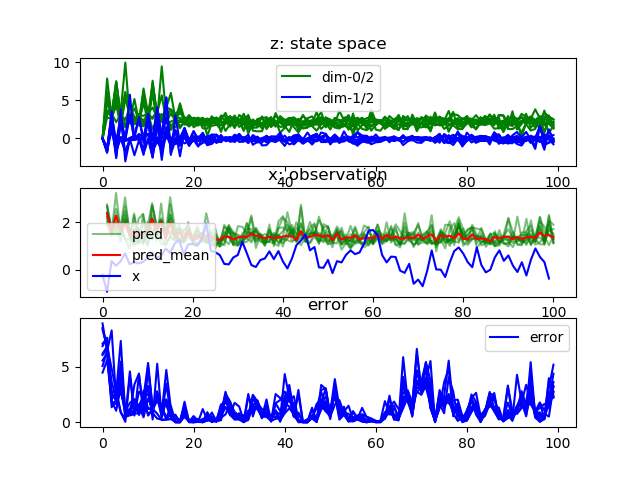 z: state space
10
5
0
dim-0/2
dim-1/2
0 20 40 60 80 100
x: observation
2
0
pred
pred_mean
x
0 20 40 60 80 100
error
5
0
error
0 20 40 60 80 100